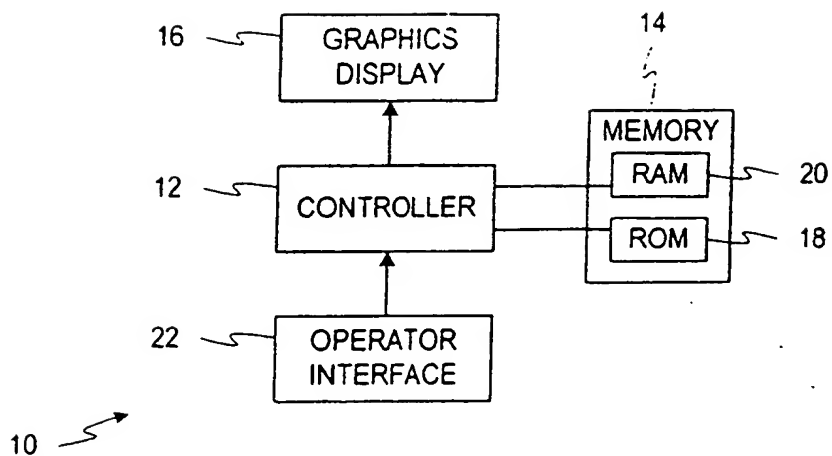 16
GRAPHICS
DISPLAY
14
MEMORY
RAM
20
ROM
18
12
CONTROLLER
22
OPERATOR
INTERFACE
10